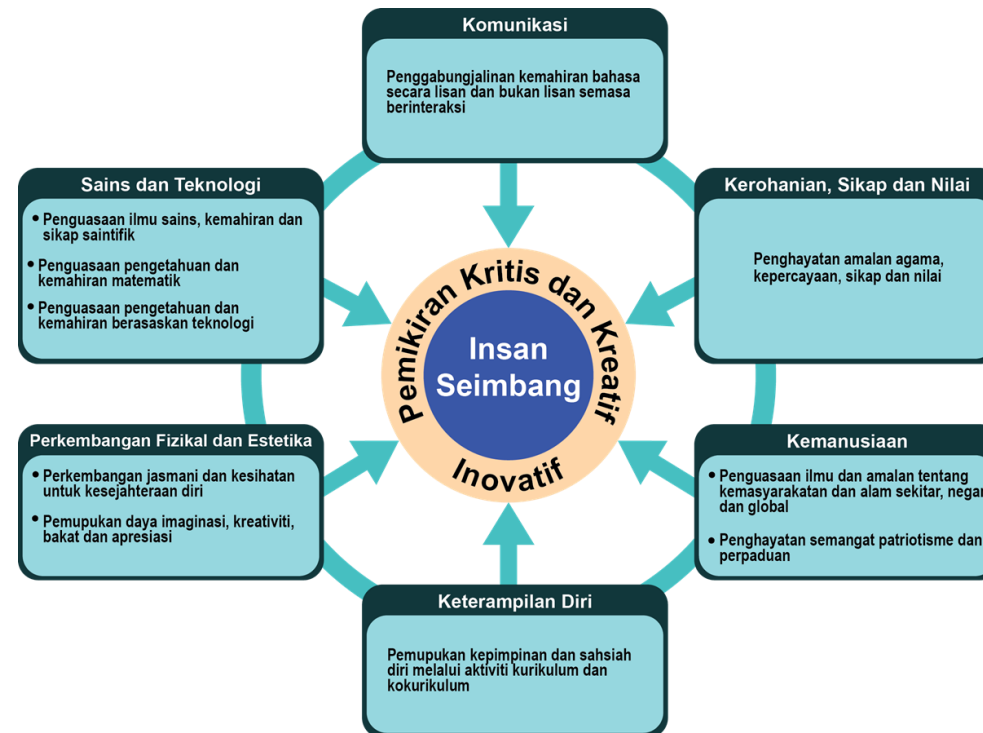 Komunikasi
Penggabungjalinan kemahiran bahasa
secara lisan dan bukan lisan semasa
berinteraksi
Sains dan Teknologi
• Penguasaan ilmu sains, kemahiran dan
sikap saintifik
• Penguasaan pengetahuan dan
kemahiran matematik
• Penguasaan pengetahuan dan
kemahiran berasaskan teknologi
Kerohanian, Sikap dan Nilai
Penghayatan amalan agama,
kepercayaan, sikap dan nilai
Pemikiran Kritis dan Kreatif
Insan
Seimbang
Inovatif
Perkembangan Fizikal dan Estetika
• Perkembangan jasmani dan kesihatan
untuk kesejahteraan diri
• Pemupukan daya imaginasi, kreativiti,
bakat dan apresiasi
Kemanusiaan
• Penguasaan ilmu dan amalan tentang
kemasyarakatan dan alam sekitar,
dan global
• Penghayatan semangat patriotisme dan
perpaduan
Keterampilan Diri
Pemupukan kepimpinan dan sahsiah
diri melalui aktiviti kurikulum dan
kokurikulum